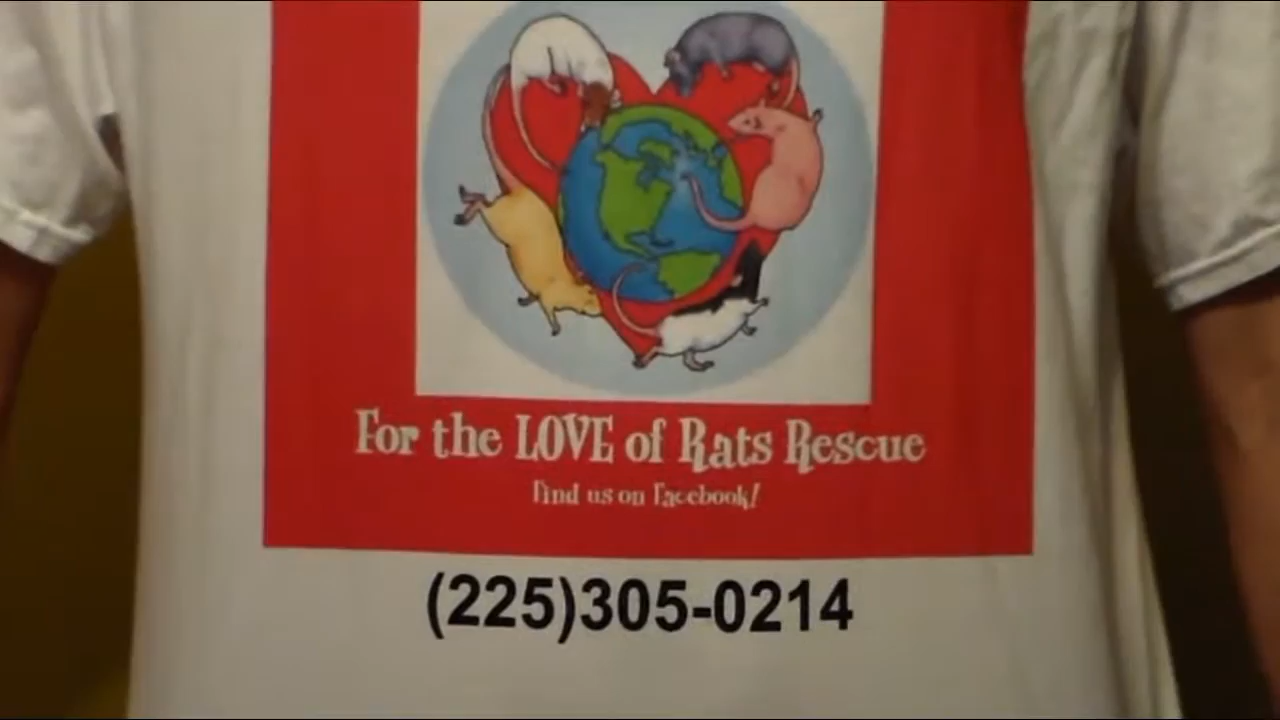 For the LOVE of Rats Rescue
Find us on Facebook!
(225)305-0214